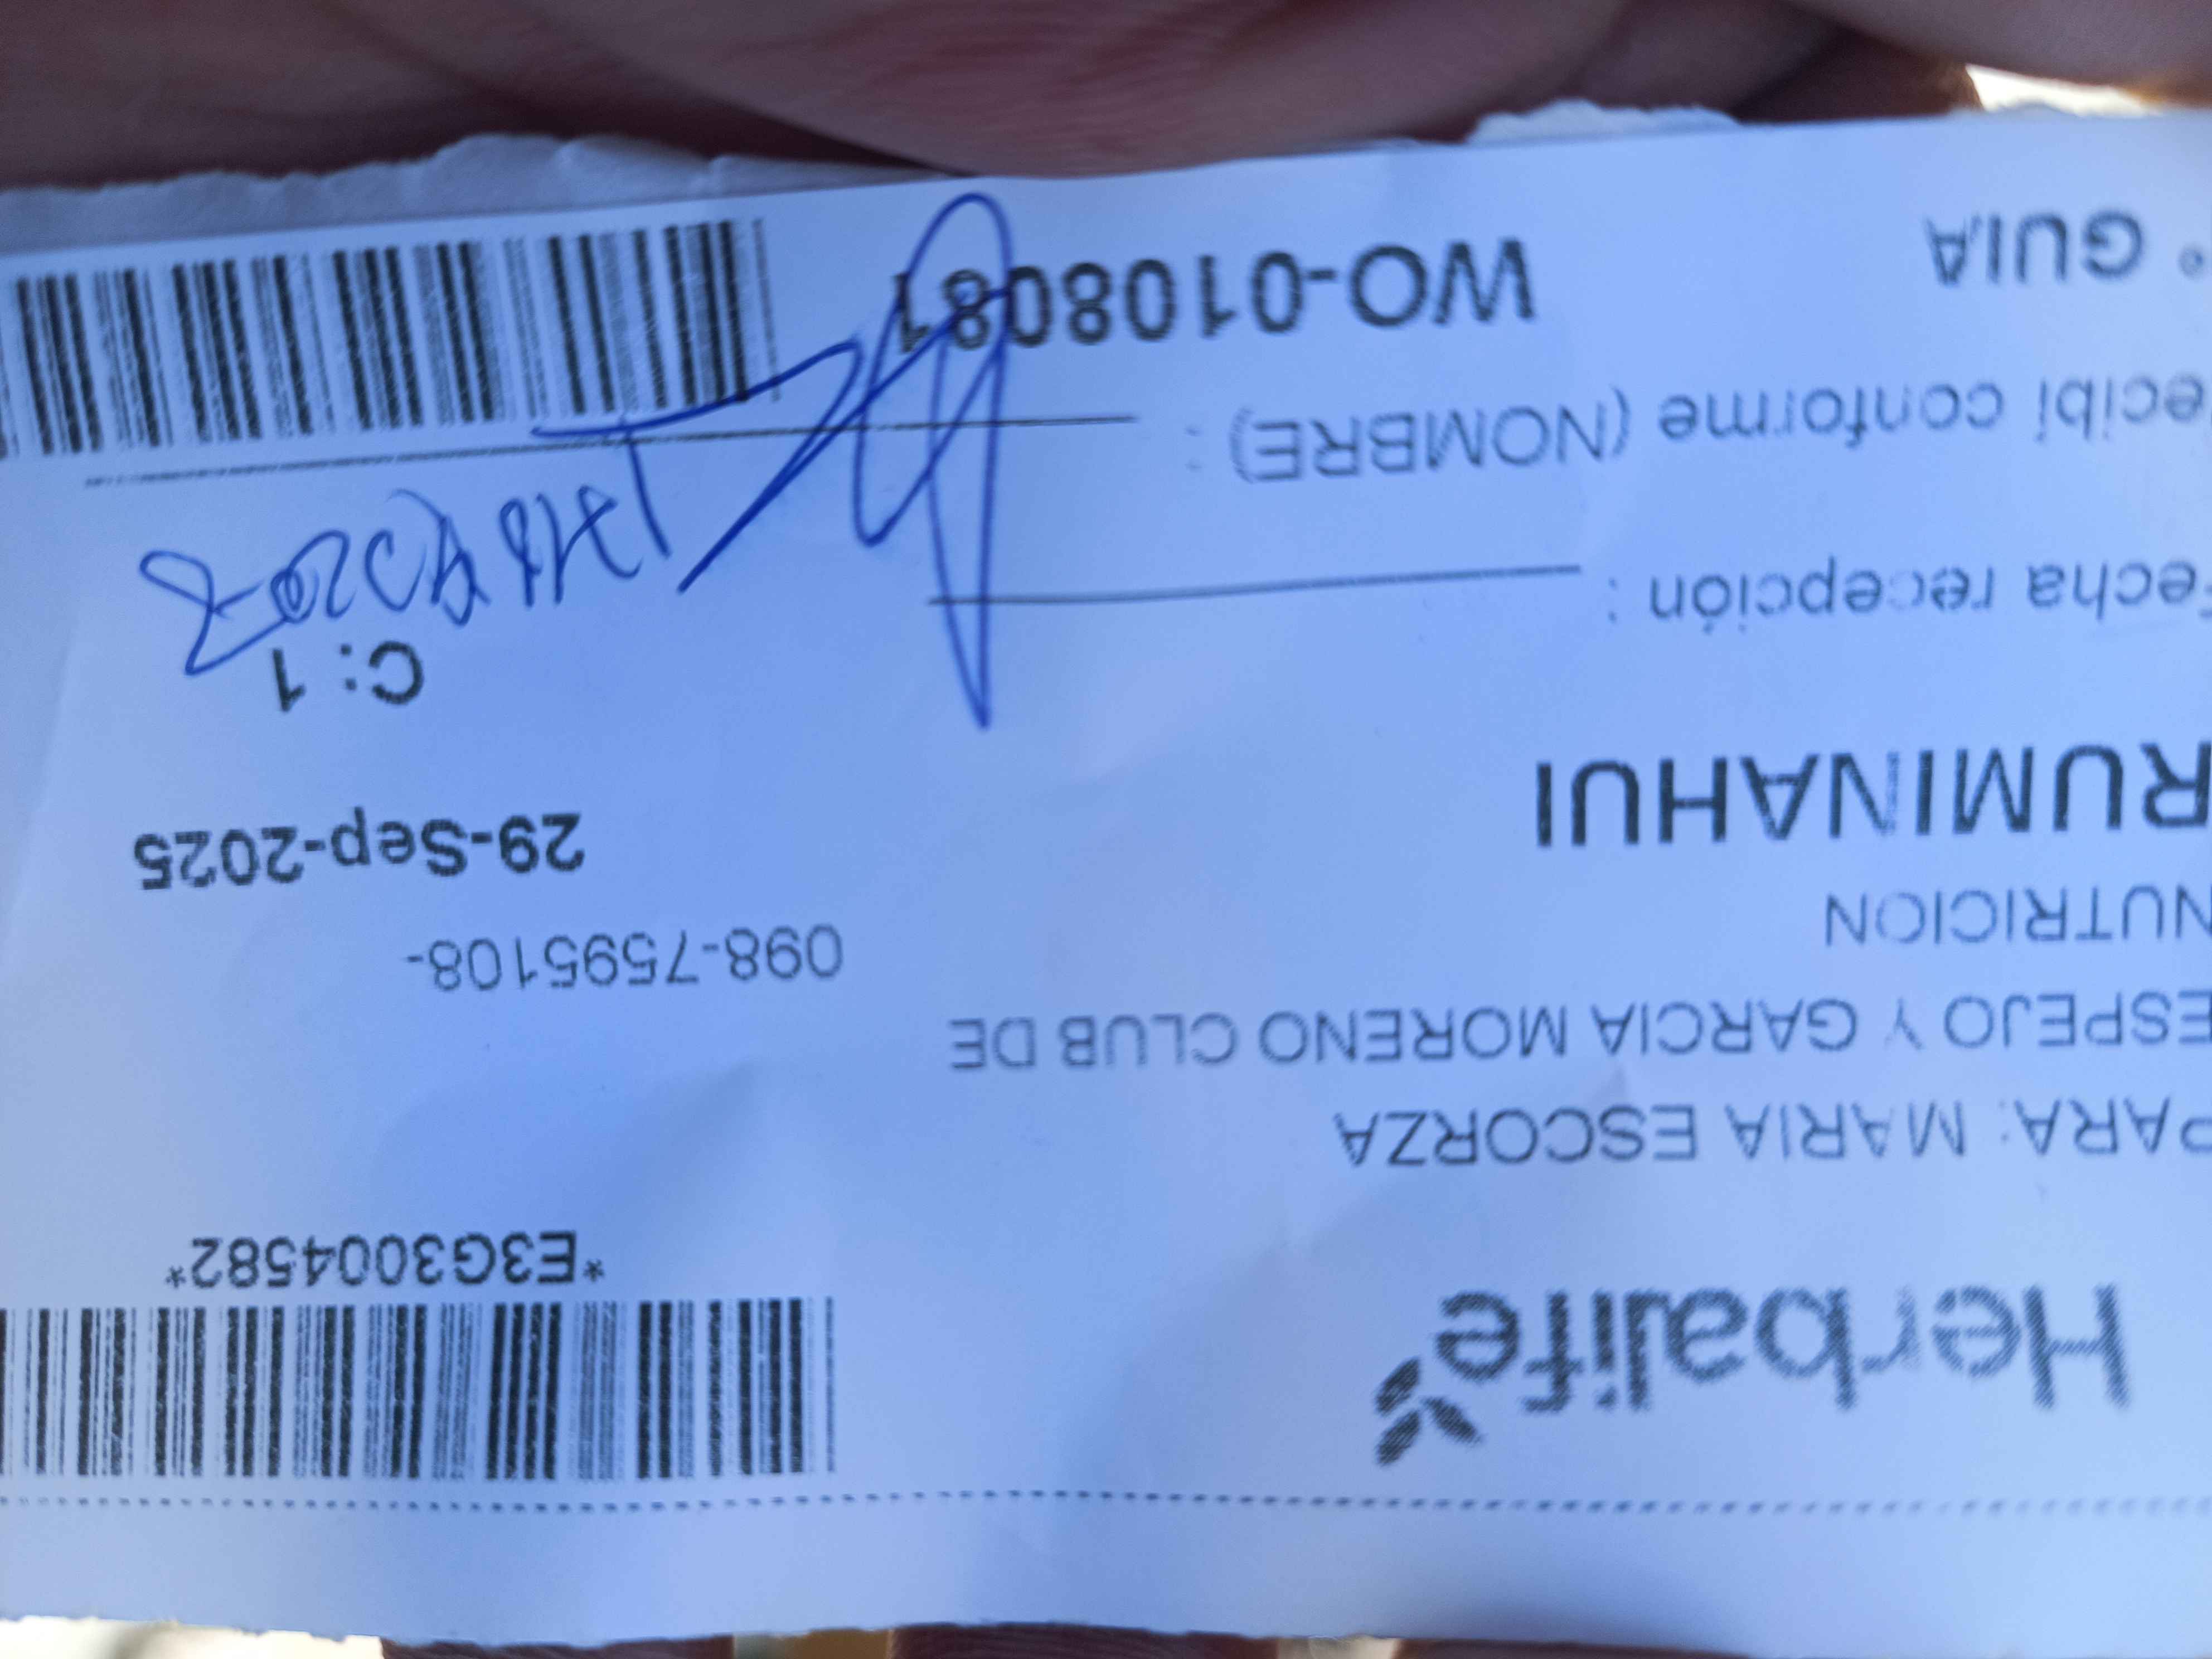 Herbalife
*E3G3004582*
PARA: MARIA ESCORZA
ESPEJO Y GARCIA MORENO CLUB DE
NUTRICION
098-7595108-
RUMINAHUI
29-Sep-2025
C: 1
echa recepción :
ecibi conforme (NOMBRE) :
° GUIA
WO-0108081